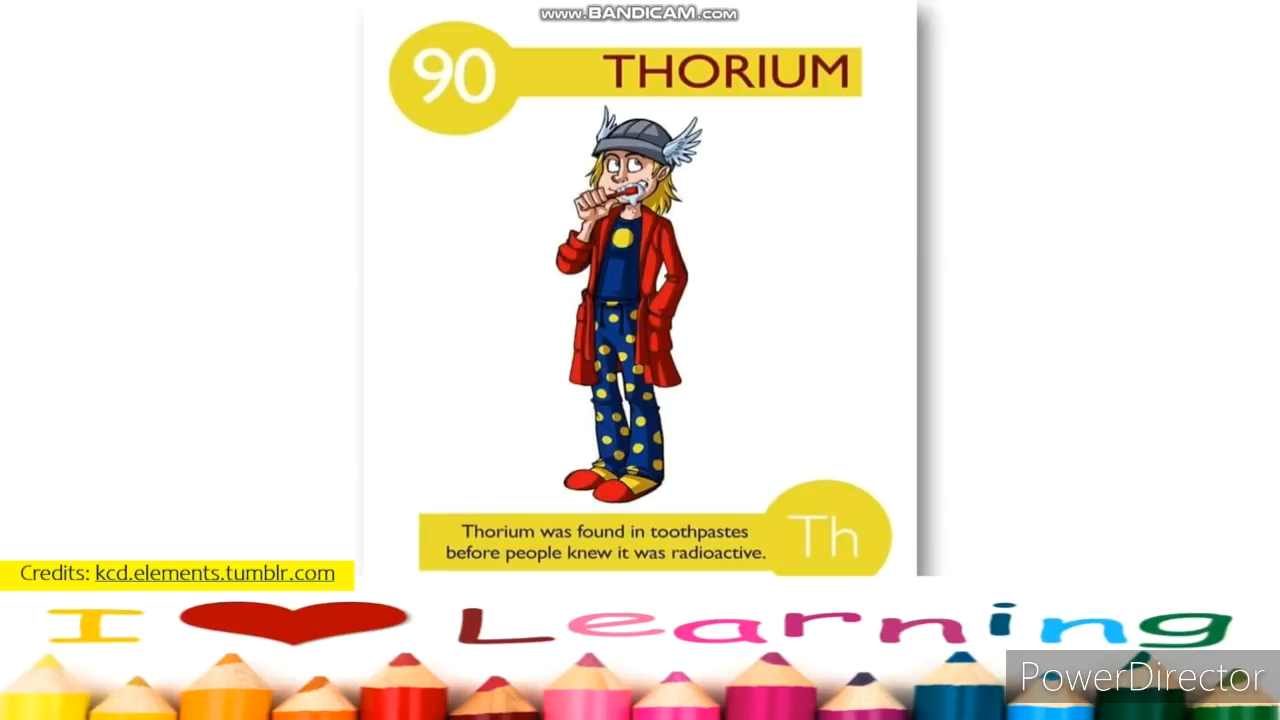 www.BANDICAM.com
90
THORIUM
Thorium was found in toothpastes
before people knew it was radioactive.
Th
Credits: kcd.elements.tumblr.com
I Learning
PowerDirector